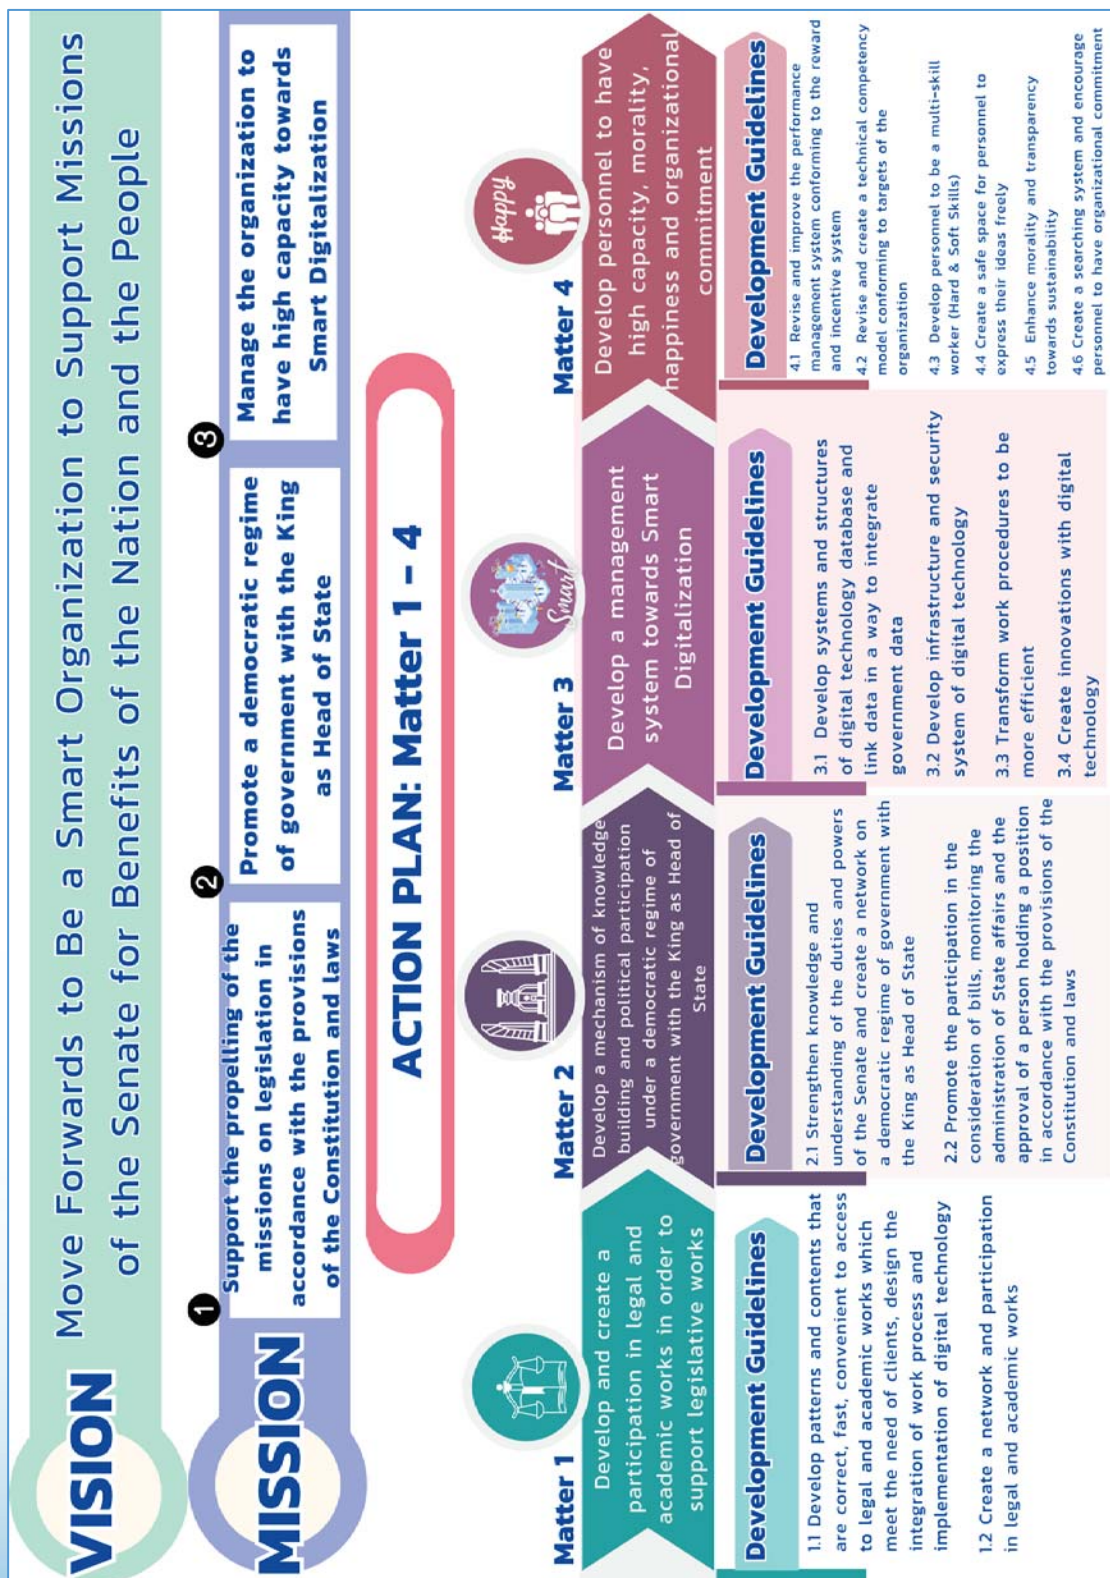 VISION
Move Forwards to Be a Smart Organization to Support Missions
of the Senate for Benefits of the Nation and the People
MISSION
1
Support the propelling of the
missions on legislation in
accordance with the provisions
of the Constitution and laws
2
Promote a democratic regime
of government with the King
as Head of State
3
Manage the organization to
have high capacity towards
Smart Digitalization
ACTION PLAN: Matter 1 – 4
Matter 1
Develop and create a
participation in legal and
academic works in order to
support legislative works
Development Guidelines
1.1 Develop patterns and contents that
are correct, fast, convenient to access
to legal and academic works which
meet the need of clients, design the
integration of work process and
implementation of digital technology
1.2 Create a network and participation
in legal and academic works
Matter 2
Develop a mechanism of knowledge
building and political participation
under a democratic regime of
government with the King as Head of
State
Development Guidelines
2.1 Strengthen knowledge and
understanding of the duties and powers
of the Senate and create a network on
a democratic regime of government with
the King as Head of State
2.2 Promote the participation in the
consideration of bills, monitoring the
administration of State affairs and the
approval of a person holding a position
in accordance with the provisions of the
Constitution and laws
Matter 3
Smart
Develop a management
system towards Smart
Digitalization
Development Guidelines
3.1 Develop systems and structures
of digital technology database and
link data in a way to integrate
government data
3.2 Develop infrastructure and security
system of digital technology
3.3 Transform work procedures to be
more efficient
3.4 Create innovations with digital
technology
Matter 4
Happy
Develop personnel to have
high capacity, morality,
happiness and organizational
commitment
Development Guidelines
4.1 Revise and improve the performance
management system conforming to the reward
and incentive system
4.2 Revise and create a technical competency
model conforming to targets of the
organization
4.3 Develop personnel to be a multi-skill
worker (Hard & Soft Skills)
4.4 Create a safe space for personnel to
express their ideas freely
4.5 Enhance morality and transparency
towards sustainability
4.6 Create a searching system and encourage
personnel to have organizational commitment